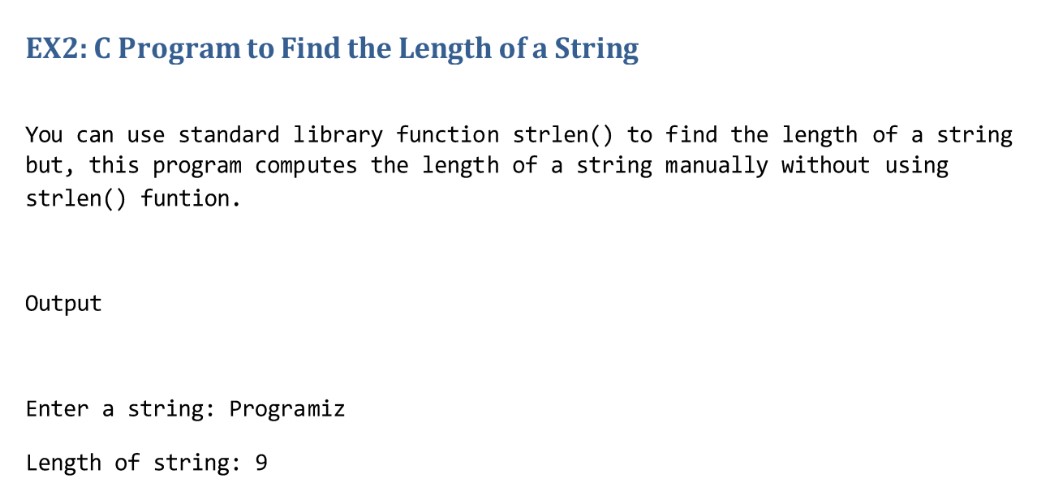 EX2: C Program to Find the Length of a String
You can use standard library function strlen() to find the length of a string
but, this program computes the length of a string manually without using
strlen() funtion.
Output
Enter a string: Programiz
Length of string: 9